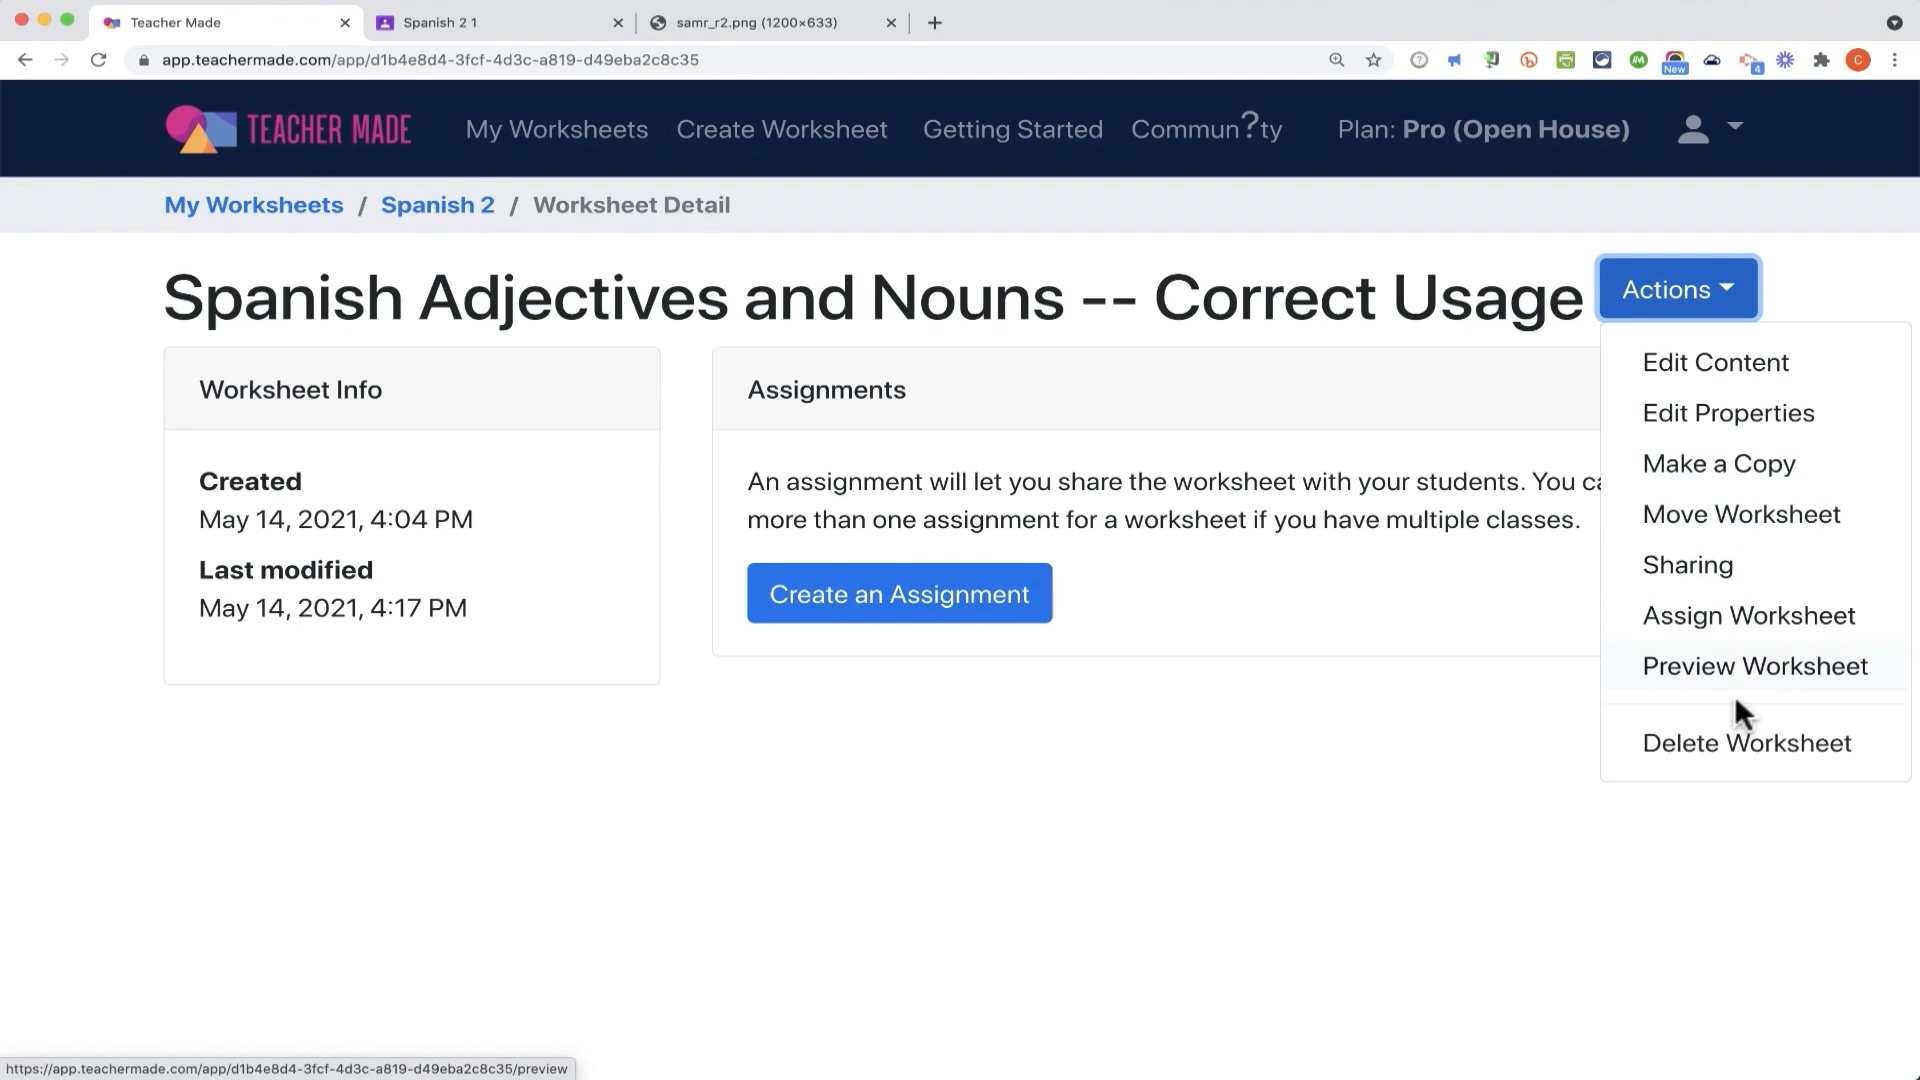 Teacher Made
Spanish 2 1
samr_r2.png (1200×633)
app.teachermade.com/app/d1b4e8d4-3fcf-4d3c-a819-d49eba2c8c35
New
4
C
TEACHER MADE
My Worksheets
Create Worksheet
Getting Started
Commun?ty
Plan: Pro (Open House)
My Worksheets / Spanish 2 / Worksheet Detail
Spanish Adjectives and Nouns -- Correct Usage
Actions
Worksheet Info
Created
May 14, 2021, 4:04 PM
Last modified
May 14, 2021, 4:17 PM
Assignments
An assignment will let you share the worksheet with your students. You ca
more than one assignment for a worksheet if you have multiple classes.
Create an Assignment
Edit Content
Edit Properties
Make a Copy
Move Worksheet
Sharing
Assign Worksheet
Preview Worksheet
Delete Worksheet
https://app.teachermade.com/app/d1b4e8d4-3fcf-4d3c-a819-d49eba2c8c35/preview